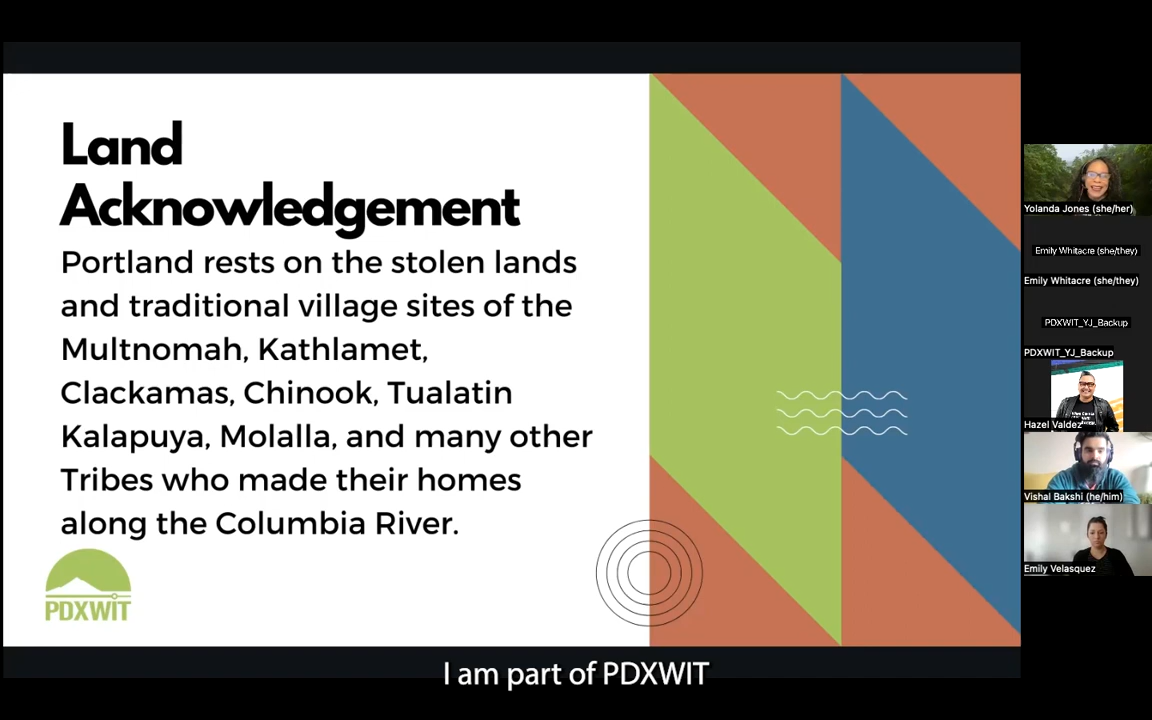 Land
Acknowledgement
Portland rests on the stolen lands
and traditional village sites of the
Multnomah, Kathlamet,
Clackamas, Chinook, Tualatin
Kalapuya, Molalla, and many other
Tribes who made their homes
along the Columbia River.
PDXWIT
I am part of PDXWIT
Yolanda Jones (she/her)
Emily Whitacre (she/they)
Emily Whitacre (she/they)
PDXWIT_YJ_Backup
PDXWIT_YJ_Backup
Hazel Valdez
Vishal Bakshi (he/him)
Emily Velasquez